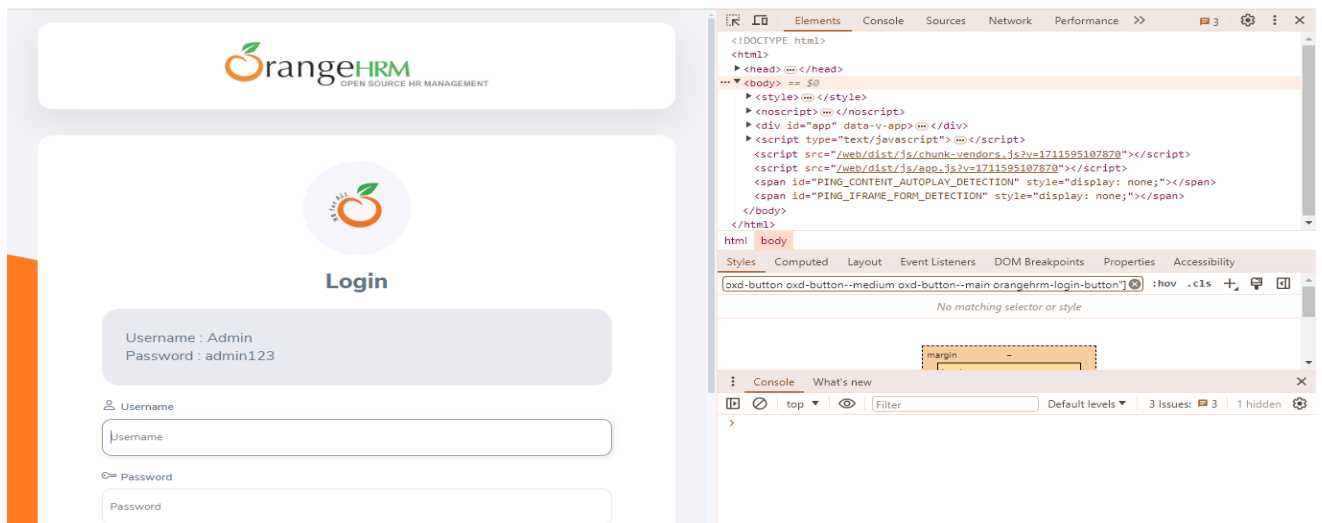 OrangeHRM
OPEN SOURCE HR MANAGEMENT
HR for ALL
Login
Username : Admin
Password : admin123
Username
Username
Password
Password
Elements Console Sources Network Performance 3
<!DOCTYPE html>
<html>
<head> … </head>
… <body> == $0
<style> … </style>
<noscript> … </noscript>
<div id="app" data-v-app> … </div>
<script type="text/javascript"> … </script>
<script src="/web/dist/js/chunk-vendors.js?v=1711595107870"></script>
<script src="/web/dist/js/app.js?v=1711595107870"></script>
<span id="PING_CONTENT_AUTOPLAY_DETECTION" style="display: none;"></span>
<span id="PING_IFRAME_FORM_DETECTION" style="display: none;"></span>
</body>
</html>
html body
Styles Computed Layout Event Listeners DOM Breakpoints Properties Accessibility
oxd-button oxd-button--medium oxd-button--main orangehrm-login-button"] :hov .cls
No matching selector or style
margin –
Console What's new
top Filter Default levels 3 Issues: 3 1 hidden
>